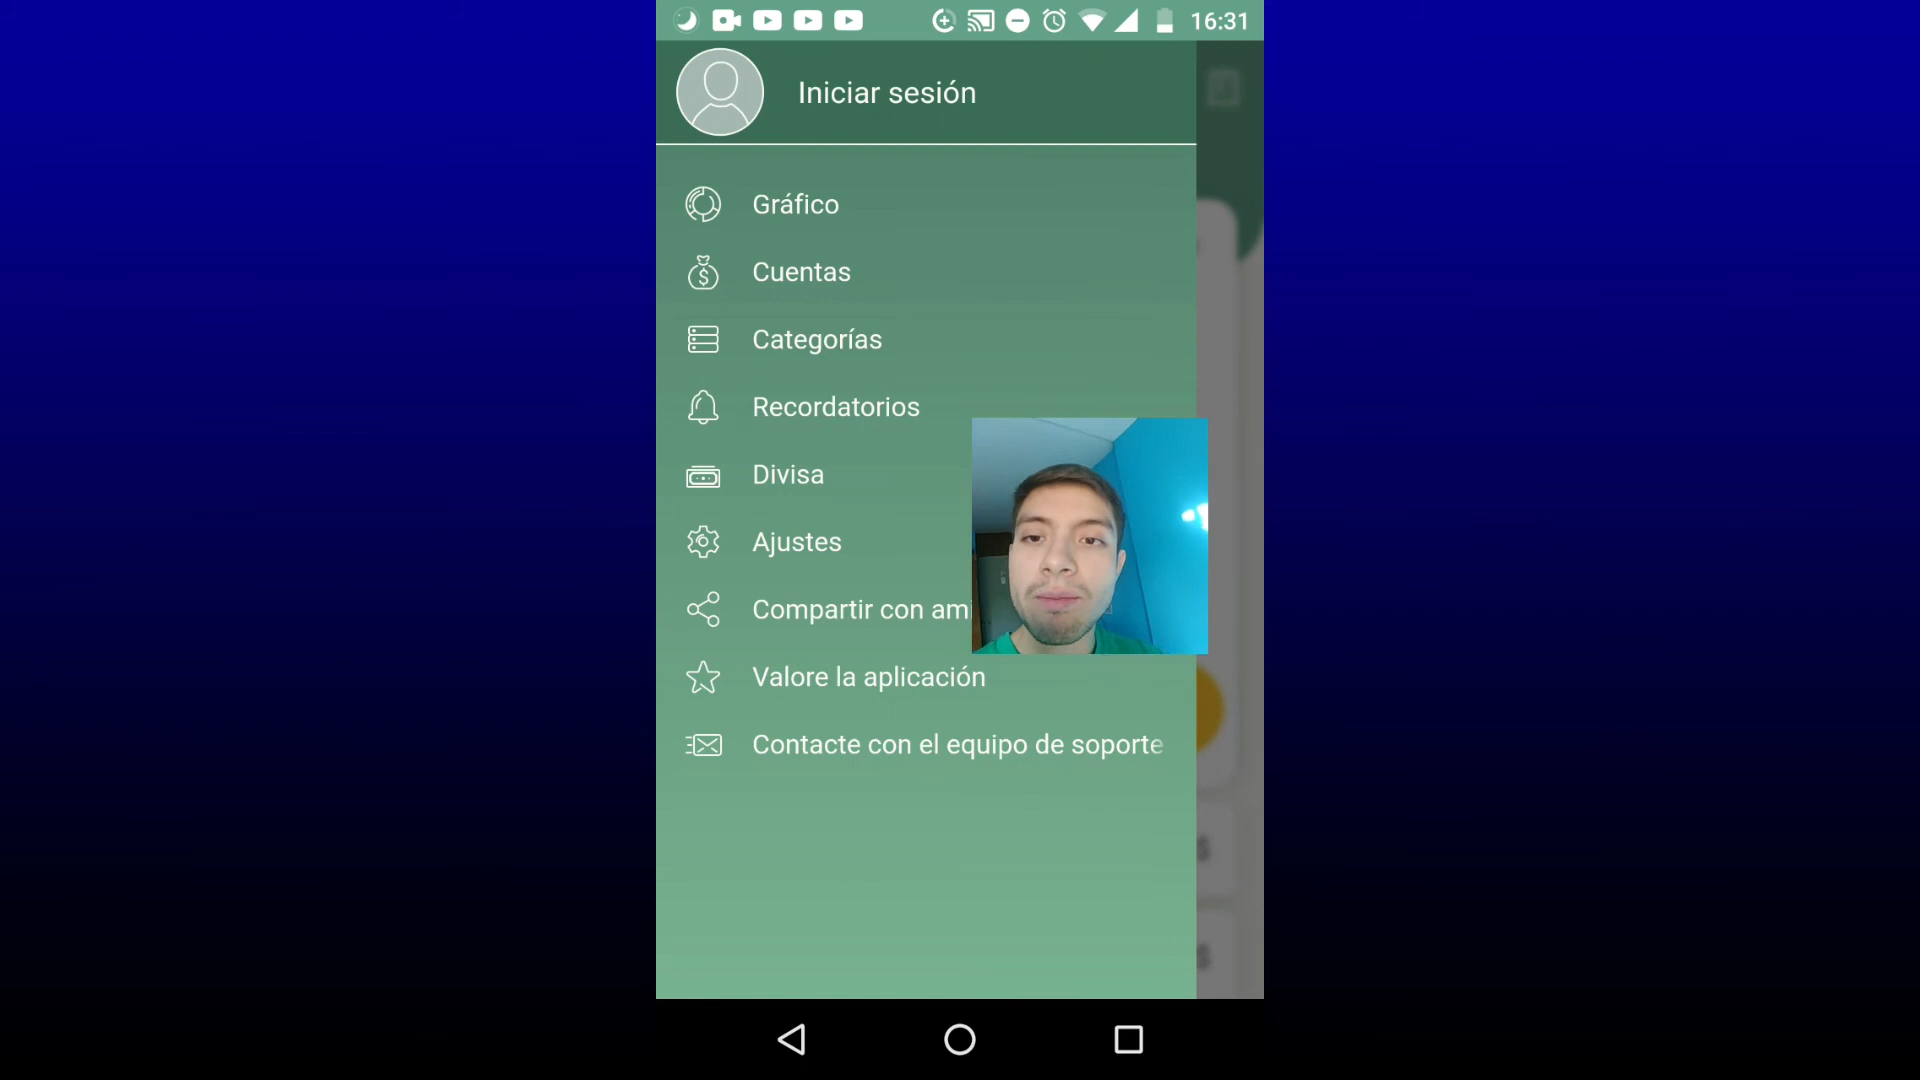 16:31
Iniciar sesión
Gráfico
Cuentas
Categorías
Recordatorios
Divisa
Ajustes
Compartir con ami
Valore la aplicación
Contacte con el equipo de soporte